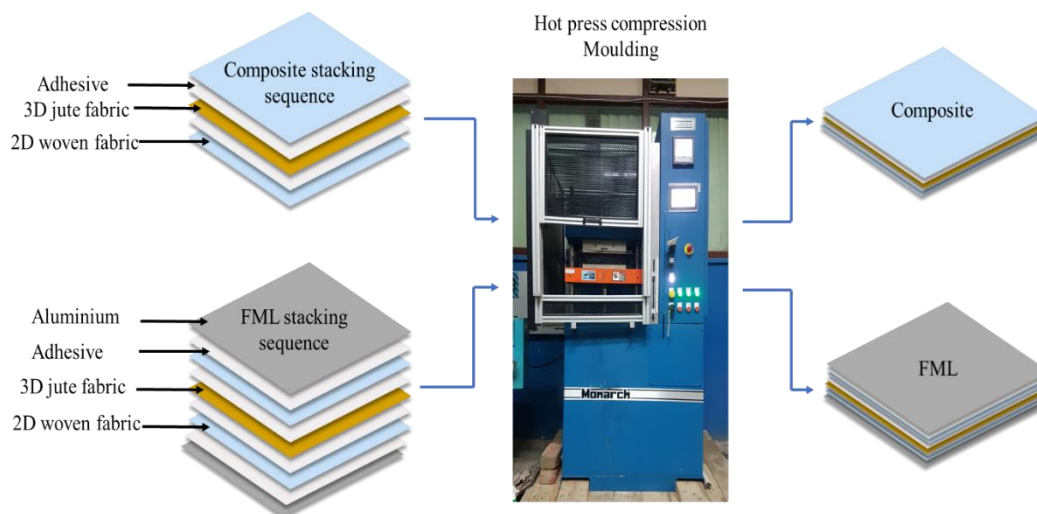 Hot press compression
Moulding
Composite stacking
sequence
Adhesive
3D jute fabric
2D woven fabric
Composite
FML stacking
sequence
Aluminium
Adhesive
3D jute fabric
2D woven fabric
Monarch
FML